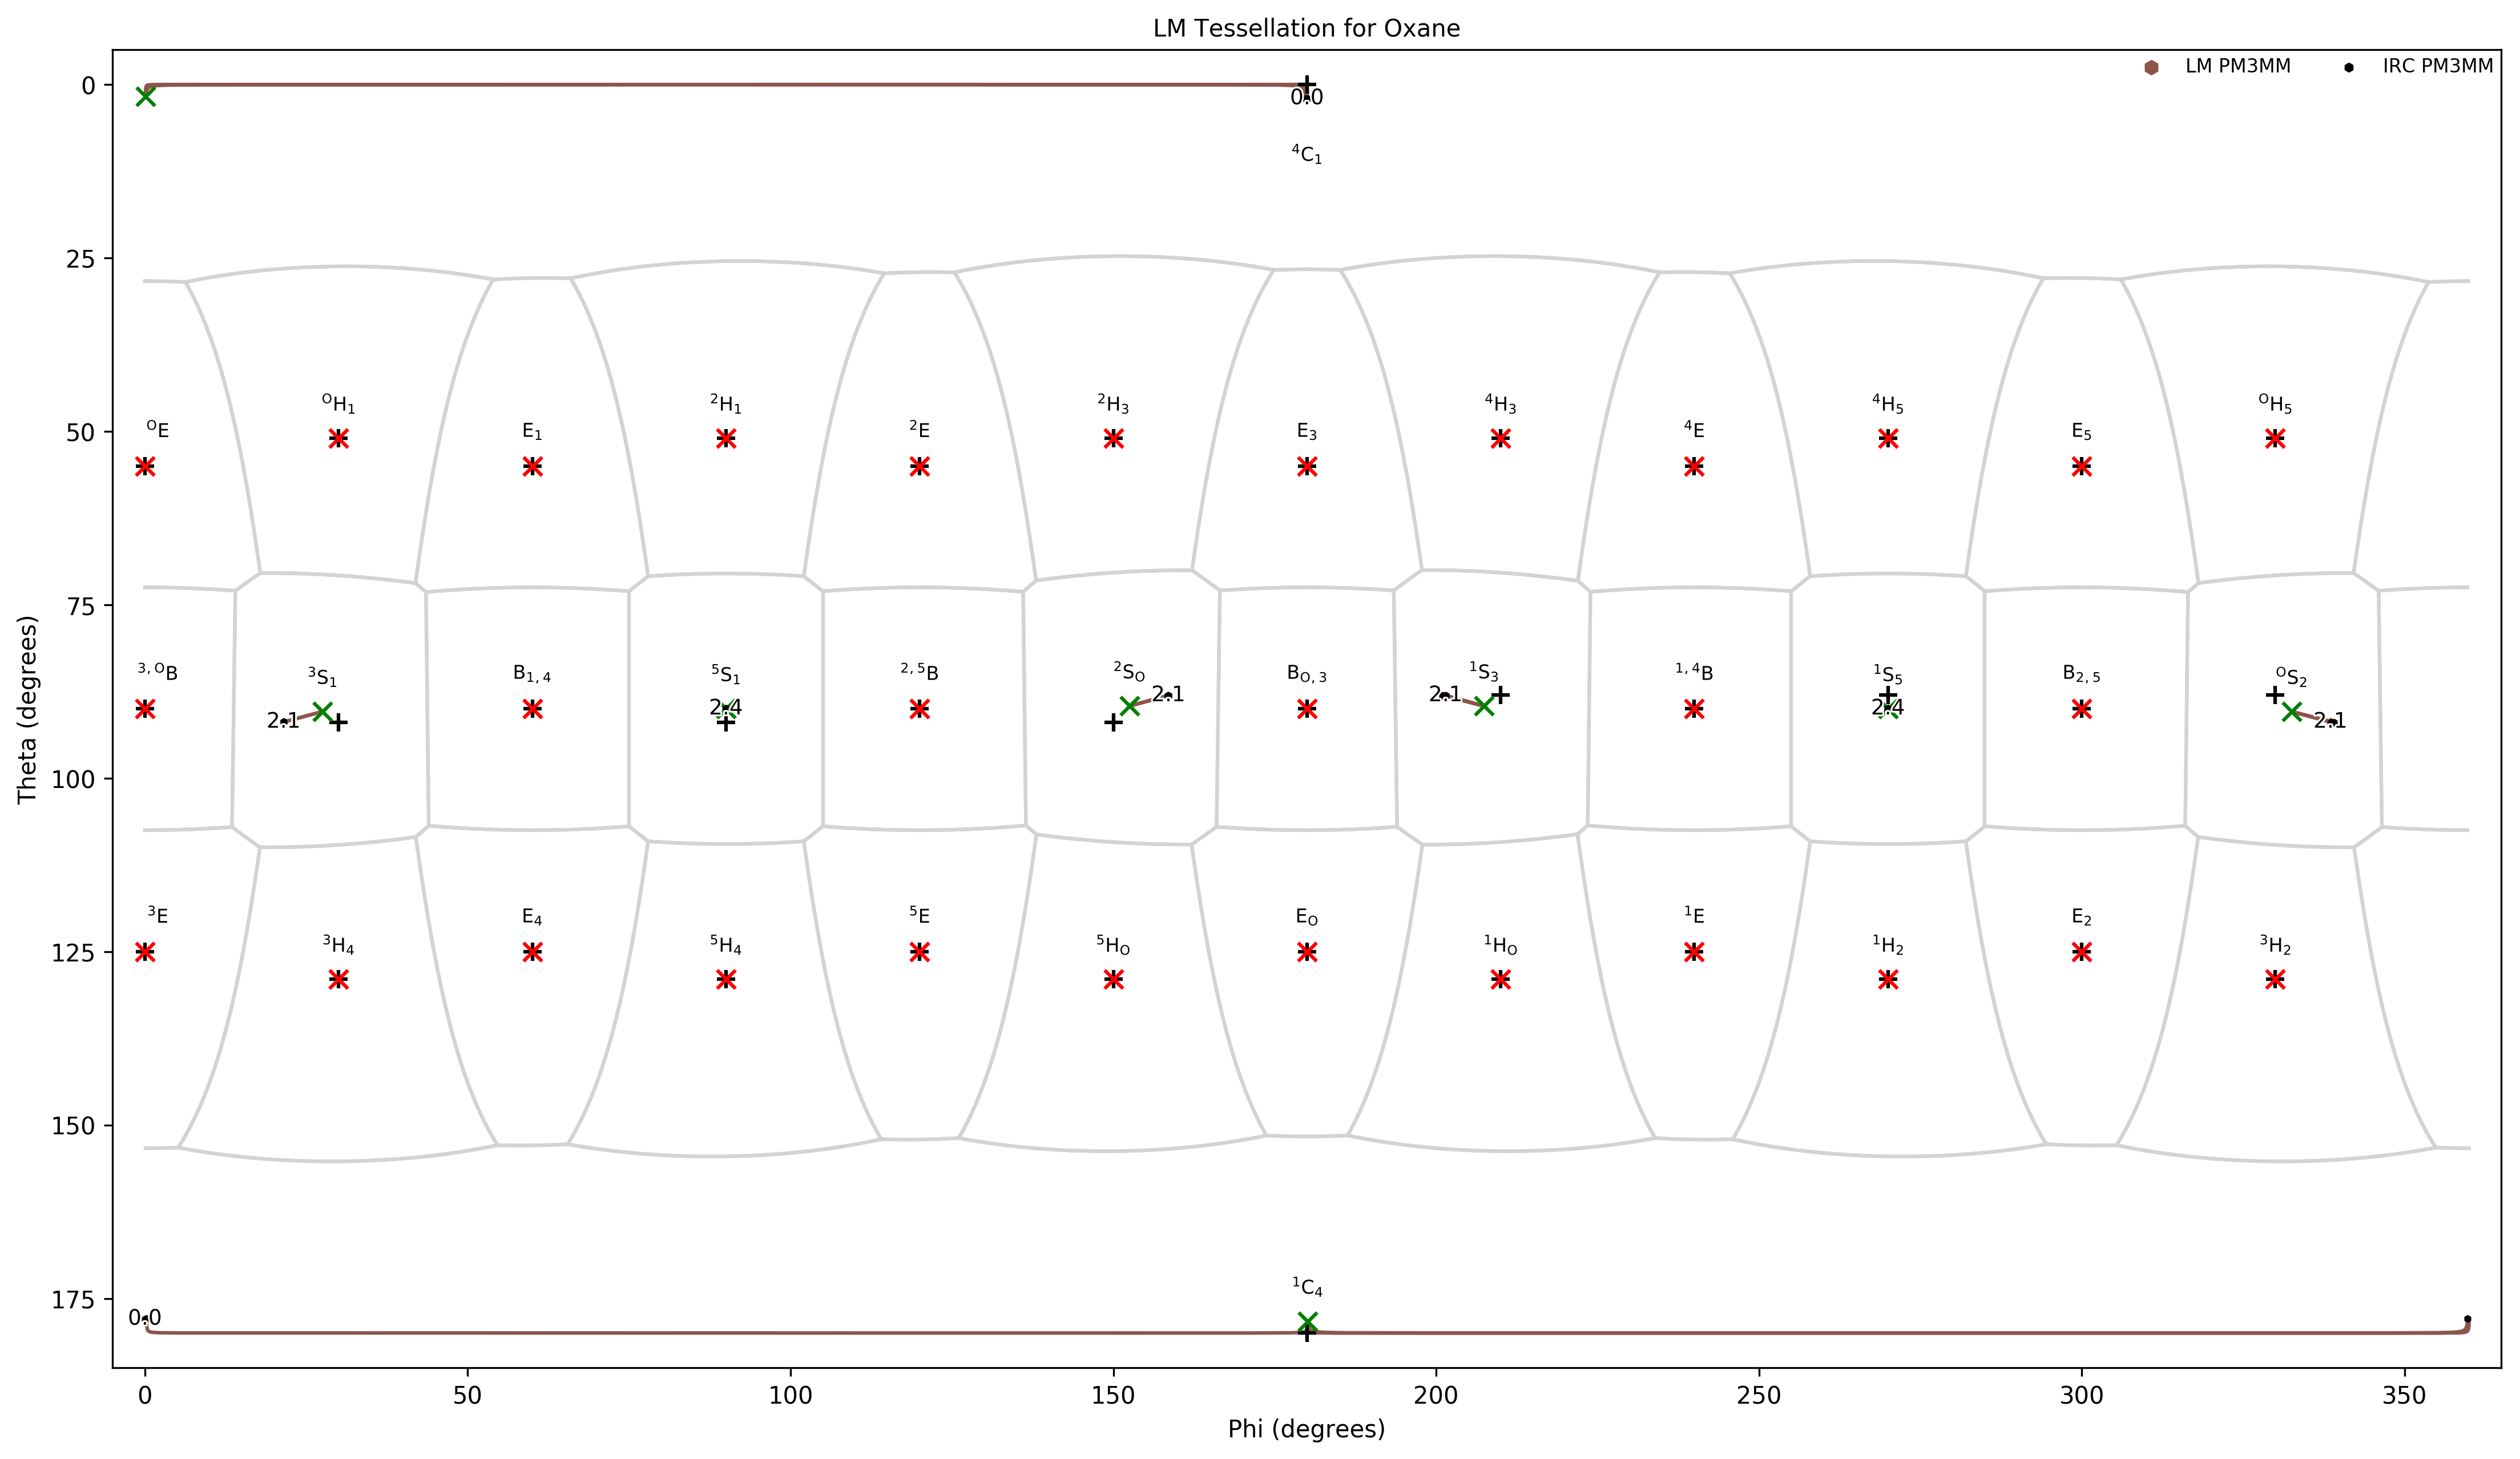 LM Tessellation for Oxane
LM PM3MM IRC PM3MM
0
0.0
⁴C₁
25
ᴼH₁ ²H₁ ²H₃ ⁴H₃ ⁴H₅ ᴼH₅
ᴼE E₁ ²E E₃ ⁴E E₅
50
75
³,ᴼB ³S₁ B₁,₄ ⁵S₁ ²,⁵B ²Sₒ Bₒ,₃ ¹S₃ ¹,⁴B ¹S₅ B₂,₅ ᴼS₂
2.1 2.4 2.1 2.1 2.4 2.1
Theta (degrees)
100
³E E₄ ⁵E Eₒ ¹E E₂
125
³H₄ ⁵H₄ ⁵Hₒ ¹Hₒ ¹H₂ ³H₂
150
¹C₄
175
0.0
0 50 100 150 200 250 300 350
Phi (degrees)